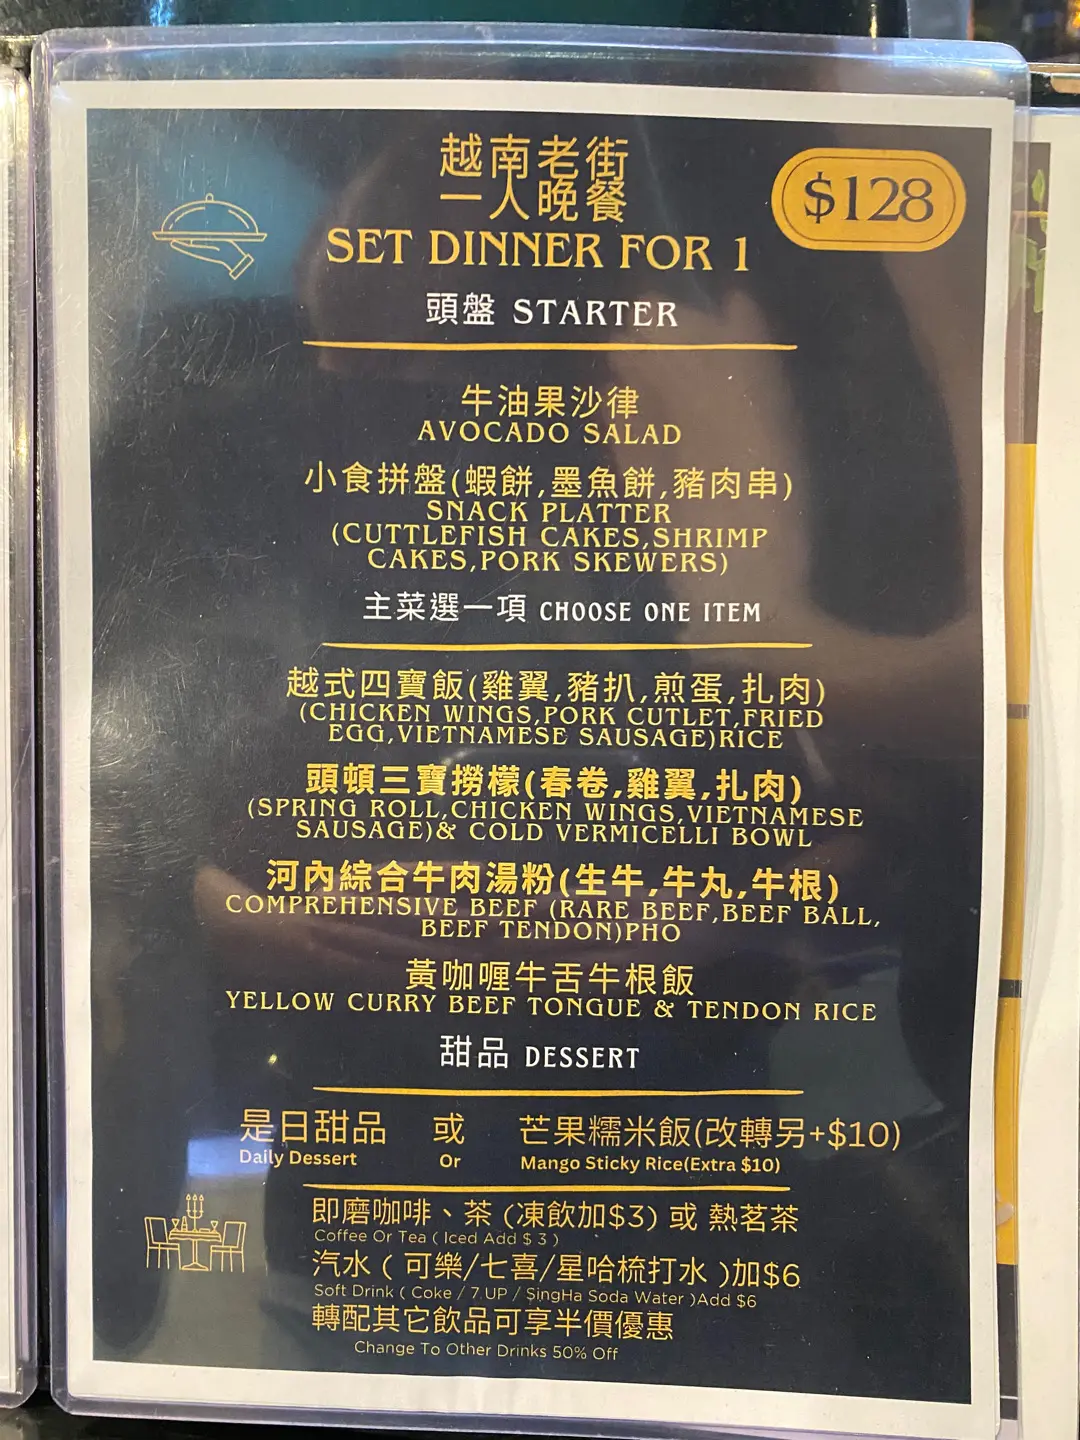 越南老街
一人晚餐
$128
SET DINNER FOR 1
頭盤 STARTER
牛油果沙律
AVOCADO SALAD
小食拼盤(蝦餅,墨魚餅,豬肉串)
SNACK PLATTER
(CUTTLEFISH CAKES,SHRIMP
CAKES,PORK SKEWERS)
主菜選一項 CHOOSE ONE ITEM
越式四寶飯(雞翼,豬扒,煎蛋,扎肉)
(CHICKEN WINGS,PORK CUTLET,FRIED
EGG,VIETNAMESE SAUSAGE)RICE
頭頓三寶撈檬(春卷,雞翼,扎肉)
(SPRING ROLL,CHICKEN WINGS,VIETNAMESE
SAUSAGE)& COLD VERMICELLI BOWL
河內綜合牛肉湯粉(生牛,牛丸,牛根)
COMPREHENSIVE BEEF (RARE BEEF,BEEF BALL,
BEEF TENDON)PHO
黃咖喱牛舌牛根飯
YELLOW CURRY BEEF TONGUE & TENDON RICE
甜品 DESSERT
是日甜品 或 芒果糯米飯(改轉另+$10)
Daily Dessert Or Mango Sticky Rice(Extra $10)
即磨咖啡、茶 (凍飲加$3) 或 熱茗茶
Coffee Or Tea ( Iced Add $ 3 )
汽水 ( 可樂/七喜/星哈梳打水 )加$6
Soft Drink ( Coke / 7 UP / SingHa Soda Water )Add $6
轉配其它飲品可享半價優惠
Change To Other Drinks 50% Off